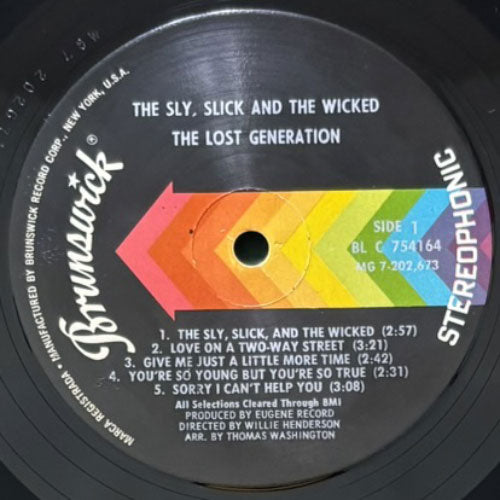 THE SLY, SLICK AND THE WICKED
THE LOST GENERATION
Brunswick®
MARCA REGISTRADA • MANUFACTURED BY BRUNSWICK RECORD CORP., NEW YORK, U.S.A.
SIDE 1
BL C 754164
MG 7-202,673
STEREOPHONIC
1. THE SLY, SLICK, AND THE WICKED (2:57)
2. LOVE ON A TWO-WAY STREET (3:21)
3. GIVE ME JUST A LITTLE MORE TIME (2:42)
4. YOU'RE SO YOUNG BUT YOU'RE SO TRUE (2:31)
5. SORRY I CAN'T HELP YOU (3:08)
All Selections Cleared Through BMI
PRODUCED BY EUGENE RECORD
DIRECTED BY WILLIE HENDERSON
ARR. BY THOMAS WASHINGTON